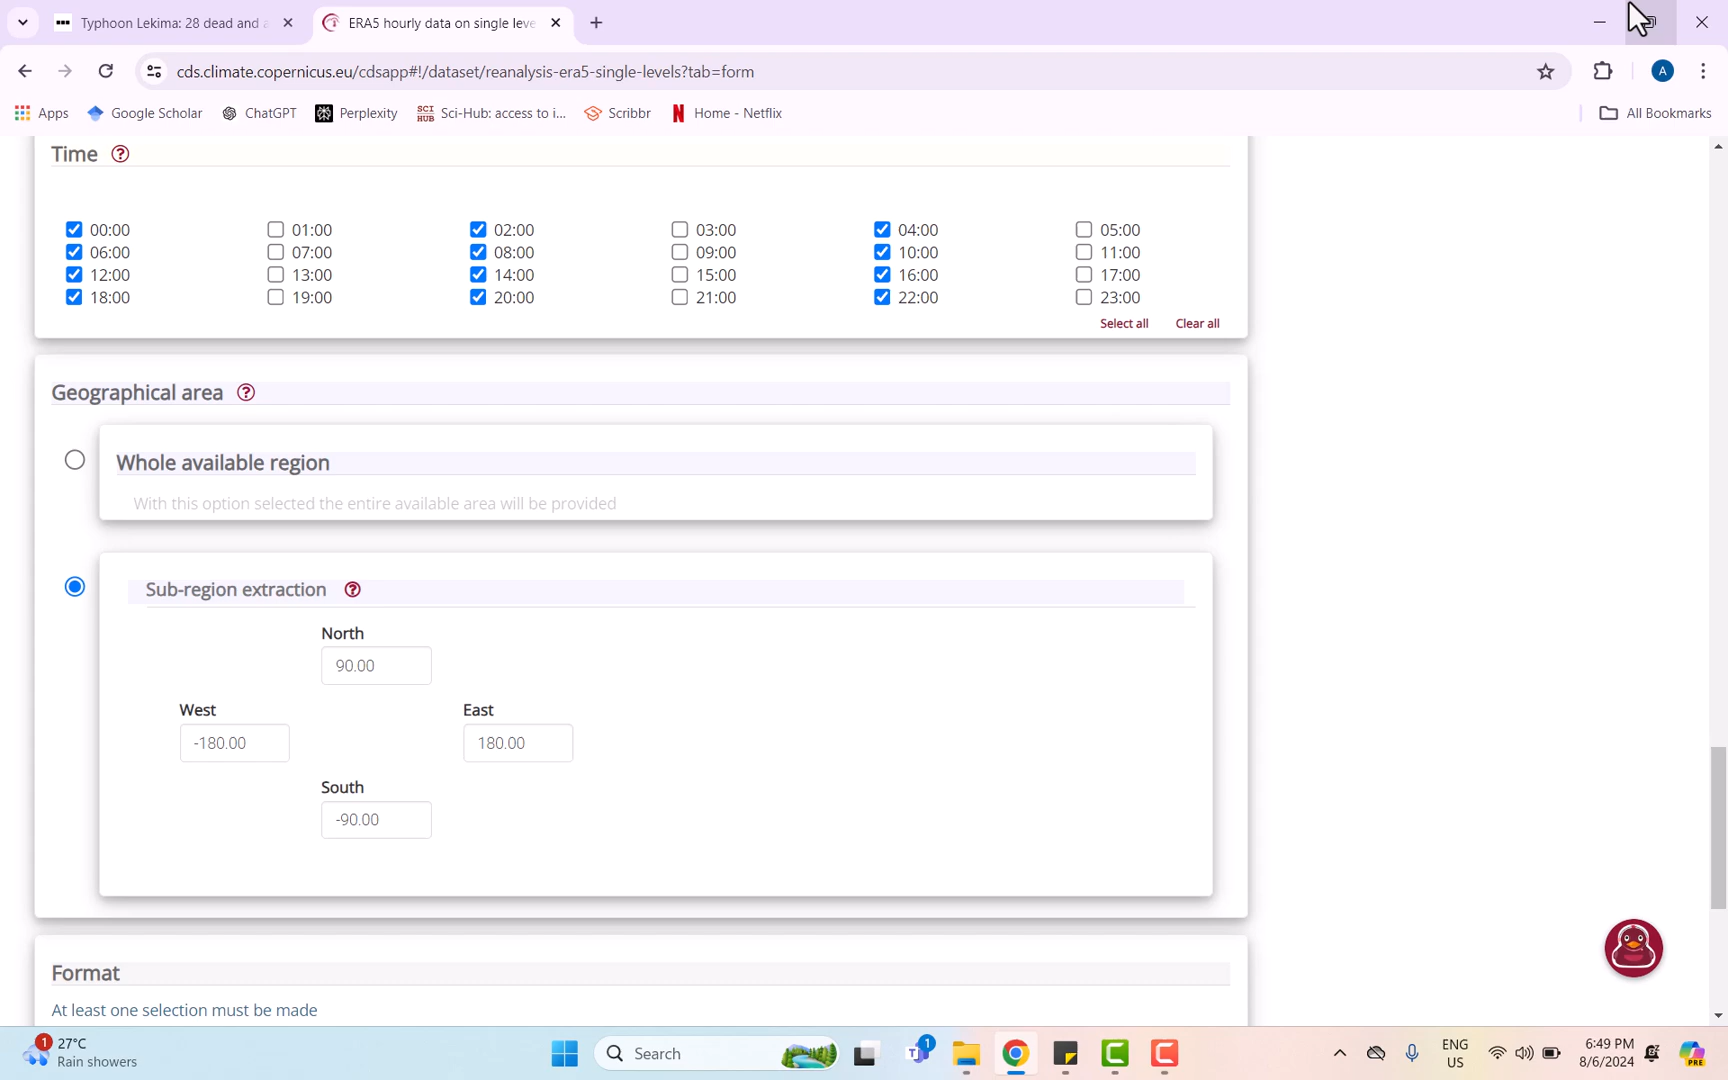 Typhoon Lekima: 28 dead and a
ERA5 hourly data on single leve
cds.climate.copernicus.eu/cdsapp#!/dataset/reanalysis-era5-single-levels?tab=form
A
Apps Google Scholar ChatGPT Perplexity SCI HUB Sci-Hub: access to i... Scribbr N Home - Netflix All Bookmarks
Time ?
00:00 01:00 02:00 03:00 04:00 05:00
06:00 07:00 08:00 09:00 10:00 11:00
12:00 13:00 14:00 15:00 16:00 17:00
18:00 19:00 20:00 21:00 22:00 23:00
Select all Clear all
Geographical area ?
Whole available region
With this option selected the entire available area will be provided
Sub-region extraction ?
North
90.00
West East
-180.00 180.00
South
-90.00
Format
At least one selection must be made
1 27°C
Rain showers
Search
T 1
C C
ENG
US
6:49 PM
8/6/2024
PRE